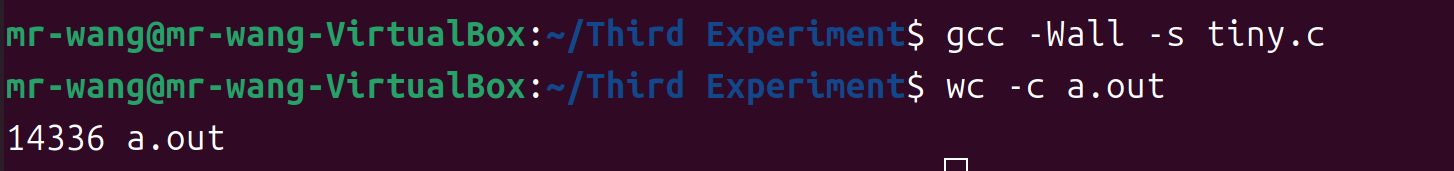 mr-wang@mr-wang-VirtualBox:~/Third Experiment$ gcc -Wall -s tiny.c
mr-wang@mr-wang-VirtualBox:~/Third Experiment$ wc -c a.out
14336 a.out